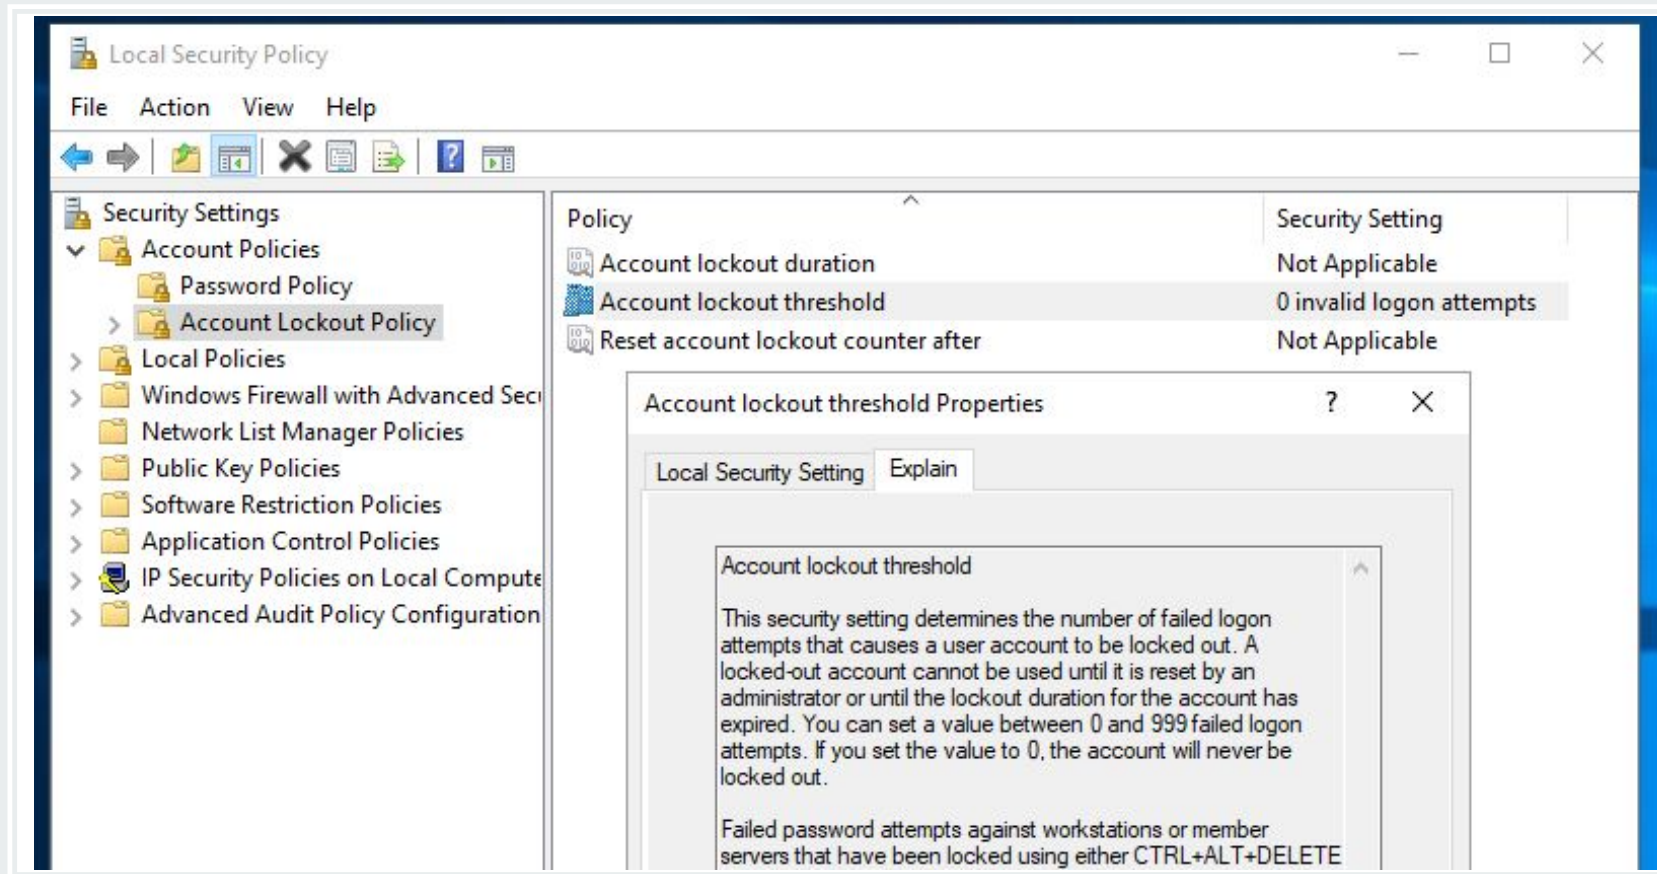 Local Security Policy
File Action View Help
Security Settings
Account Policies
Password Policy
Account Lockout Policy
Local Policies
Windows Firewall with Advanced Secu
Network List Manager Policies
Public Key Policies
Software Restriction Policies
Application Control Policies
IP Security Policies on Local Compute
Advanced Audit Policy Configuration
Policy Security Setting
Account lockout duration Not Applicable
Account lockout threshold 0 invalid logon attempts
Reset account lockout counter after Not Applicable
Account lockout threshold Properties ?
Local Security Setting Explain
Account lockout threshold
This security setting determines the number of failed logon
attempts that causes a user account to be locked out. A
locked-out account cannot be used until it is reset by an
administrator or until the lockout duration for the account has
expired. You can set a value between 0 and 999 failed logon
attempts. If you set the value to 0, the account will never be
locked out.
Failed password attempts against workstations or member
servers that have been locked using either CTRL+ALT+DELETE